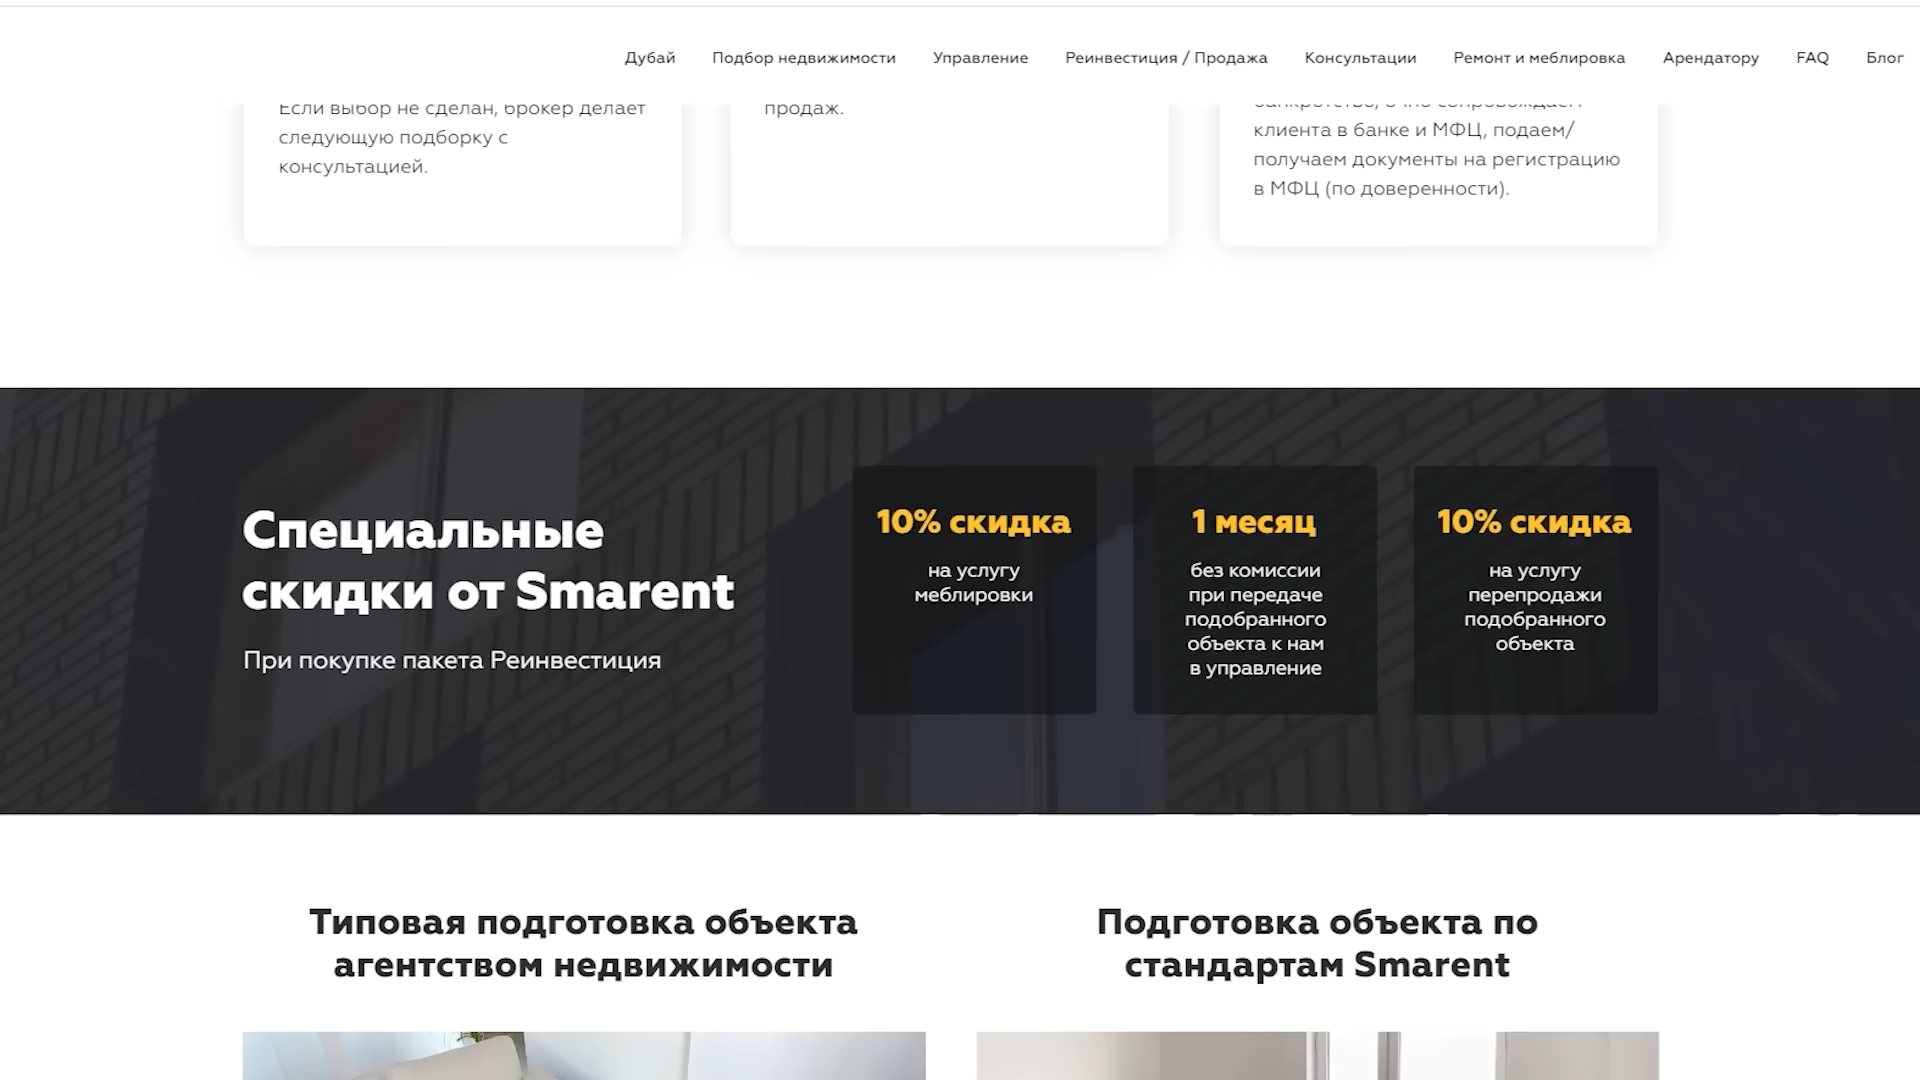 Дубай Подбор недвижимости Управление Реинвестиция / Продажа Консультации Ремонт и меблировка Арендатору FAQ Блог
Если выбор не сделан, брокер делает
следующую подборку с
консультацией.
продаж.
клиента в банке и МФЦ, подаем/
получаем документы на регистрацию
в МФЦ (по доверенности).
Специальные
скидки от Smarent
При покупке пакета Реинвестиция
10% скидка
на услугу
меблировки
1 месяц
без комиссии
при передаче
подобранного
объекта к нам
в управление
10% скидка
на услугу
перепродажи
подобранного
объекта
Типовая подготовка объекта
агентством недвижимости
Подготовка объекта по
стандартам Smarent